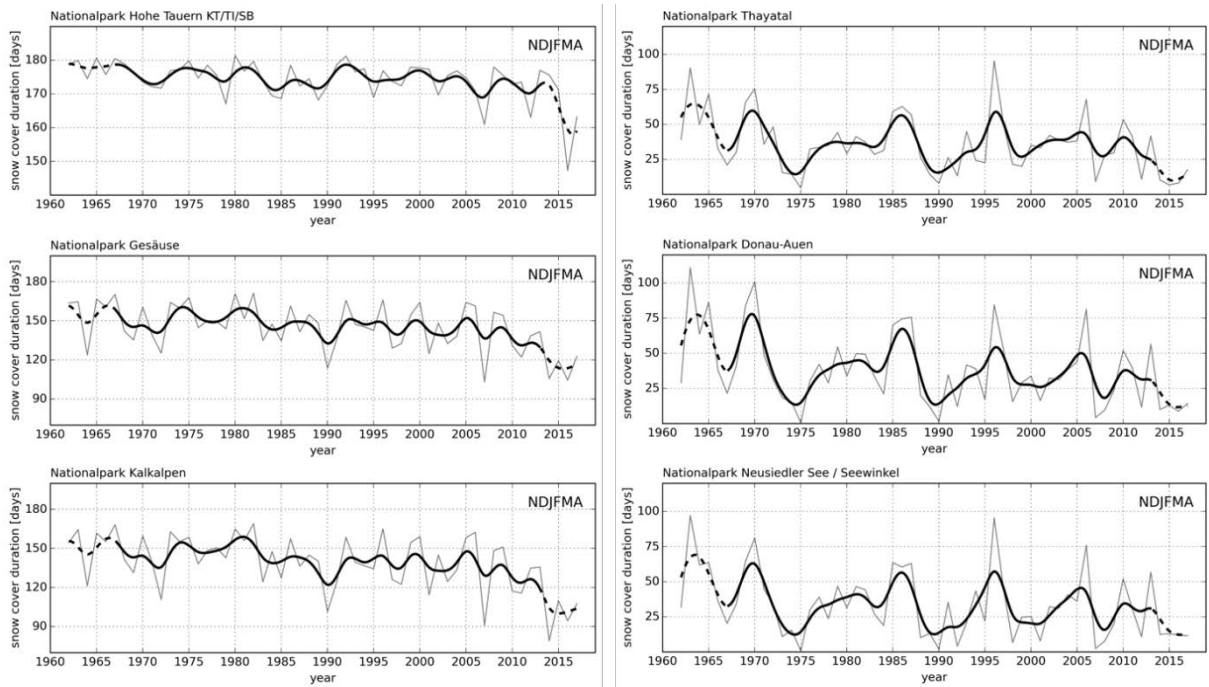 Nationalpark Hohe Tauern KT/TI/SB
NDJFMA
snow cover duration [days]
180
170
160
150
1960 1965 1970 1975 1980 1985 1990 1995 2000 2005 2010 2015
year
Nationalpark Gesäuse
NDJFMA
snow cover duration [days]
180
150
120
90
1960 1965 1970 1975 1980 1985 1990 1995 2000 2005 2010 2015
year
Nationalpark Kalkalpen
NDJFMA
snow cover duration [days]
180
150
120
90
1960 1965 1970 1975 1980 1985 1990 1995 2000 2005 2010 2015
year
Nationalpark Thayatal
NDJFMA
snow cover duration [days]
100
75
50
25
1960 1965 1970 1975 1980 1985 1990 1995 2000 2005 2010 2015
year
Nationalpark Donau-Auen
NDJFMA
snow cover duration [days]
100
75
50
25
1960 1965 1970 1975 1980 1985 1990 1995 2000 2005 2010 2015
year
Nationalpark Neusiedler See / Seewinkel
NDJFMA
snow cover duration [days]
100
75
50
25
1960 1965 1970 1975 1980 1985 1990 1995 2000 2005 2010 2015
year